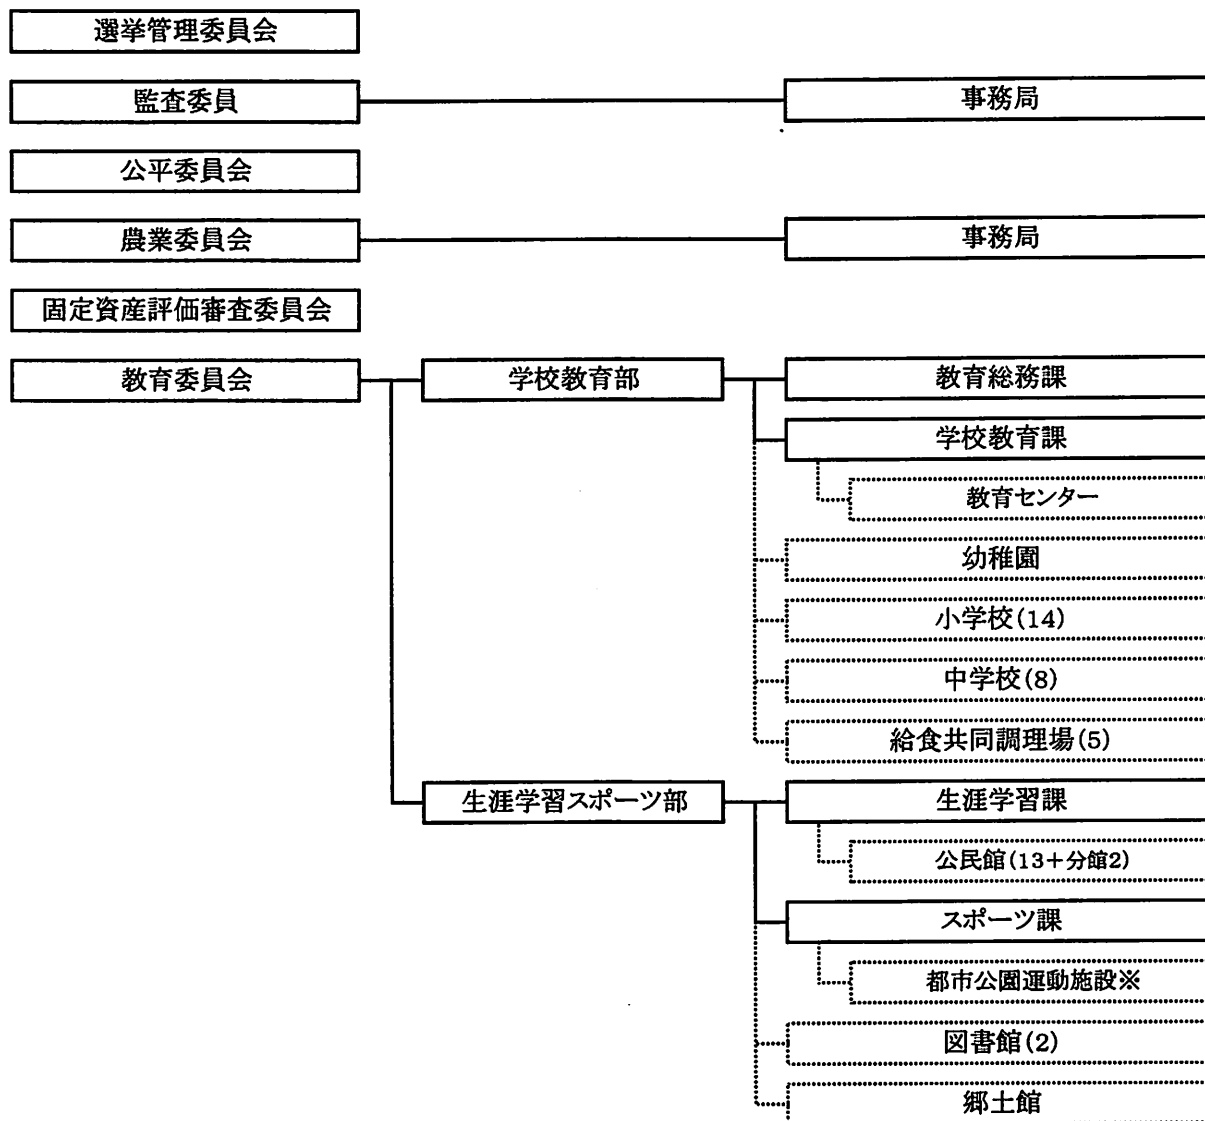 選挙管理委員会
監査委員
事務局
公平委員会
農業委員会
事務局
固定資産評価審査委員会
教育委員会
学校教育部
教育総務課
学校教育課
教育センター
幼稚園
小学校(14)
中学校(8)
給食共同調理場(5)
生涯学習スポーツ部
生涯学習課
公民館(13+分館2)
スポーツ課
都市公園運動施設※
図書館(2)
郷土館